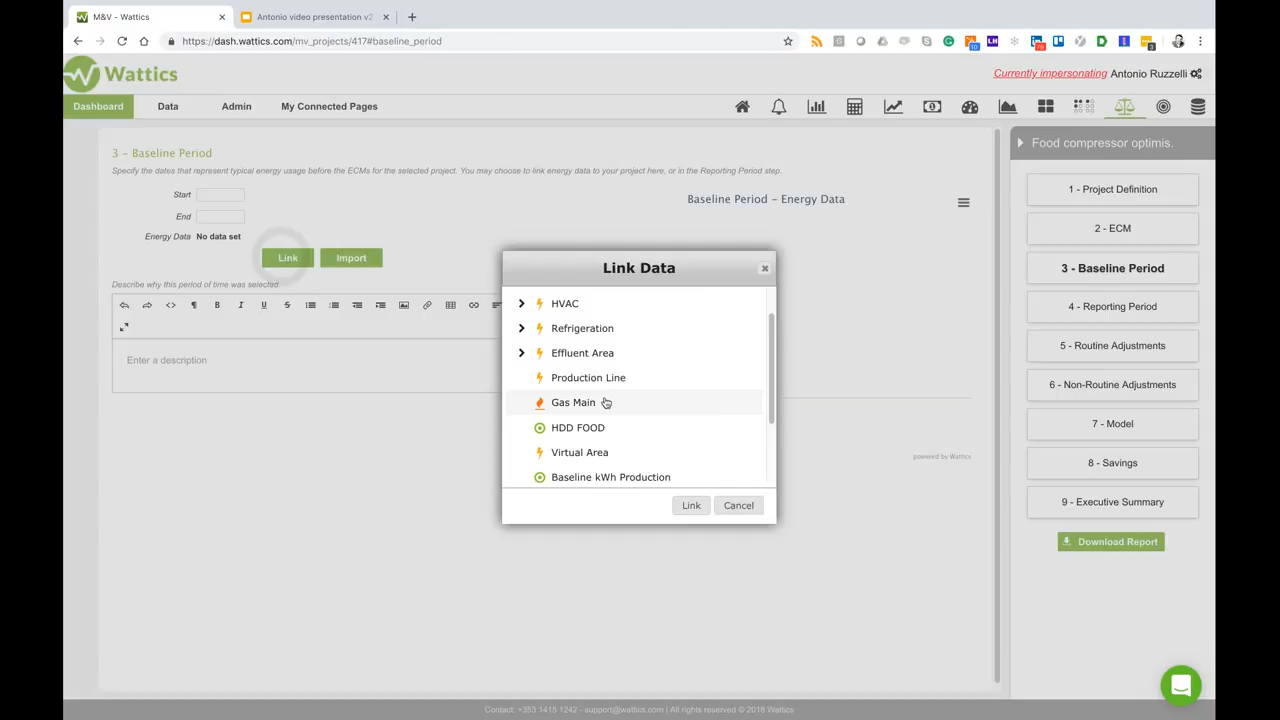 M&V - Wattics
Antonio video presentation v2
https://dash.wattics.com/mv_projects/417#baseline_period
Wattics
Currently impersonating Antonio Ruzzelli
Dashboard
Data
Admin
My Connected Pages
3 - Baseline Period
Specify the dates that represent typical energy usage before the ECMs for the selected project. You may choose to link energy data to your project here, or in the Reporting Period step.
Start
End
Energy Data No data set
Link
Import
Describe why this period of time was selected.
Enter a description
Baseline Period - Energy Data
powered by Wattics
Link Data
HVAC
Refrigeration
Effluent Area
Production Line
Gas Main
HDD FOOD
Virtual Area
Baseline kWh Production
Link
Cancel
Food compressor optimis.
1 - Project Definition
2 - ECM
3 - Baseline Period
4 - Reporting Period
5 - Routine Adjustments
6 - Non-Routine Adjustments
7 - Model
8 - Savings
9 - Executive Summary
Download Report
Contact: +353 1415 1242 - support@wattics.com | All rights reserved © 2018 Wattics